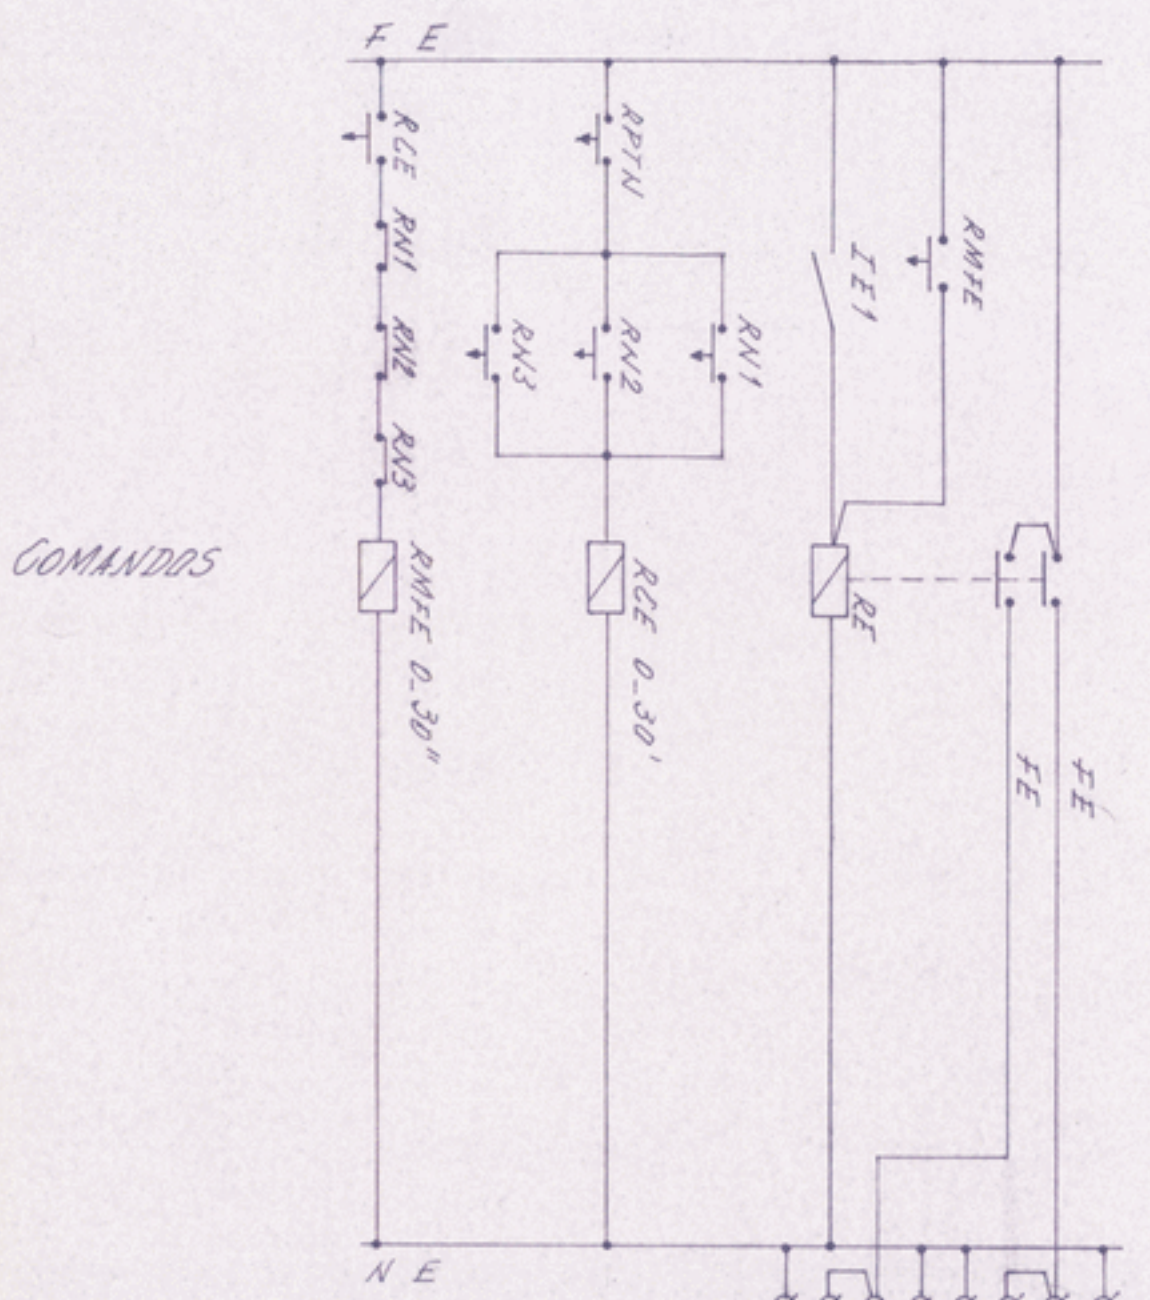 F E
RCE
RN1
RN2
RN3
RMFE 0-30"
RPTN
RN3
RN2
RN1
RCE 0-30'
IE1
RMFE
RE
FE
FE
COMANDOS
N E